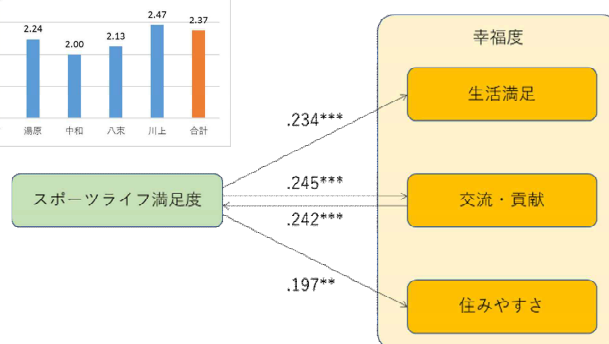 2.24
2.00
2.13
2.47
2.37
湯原
中和
八束
川上
合計
幸福度
生活満足
.234***
スポーツライフ満足度
.245***
.242***
交流・貢献
.197**
住みやすさ